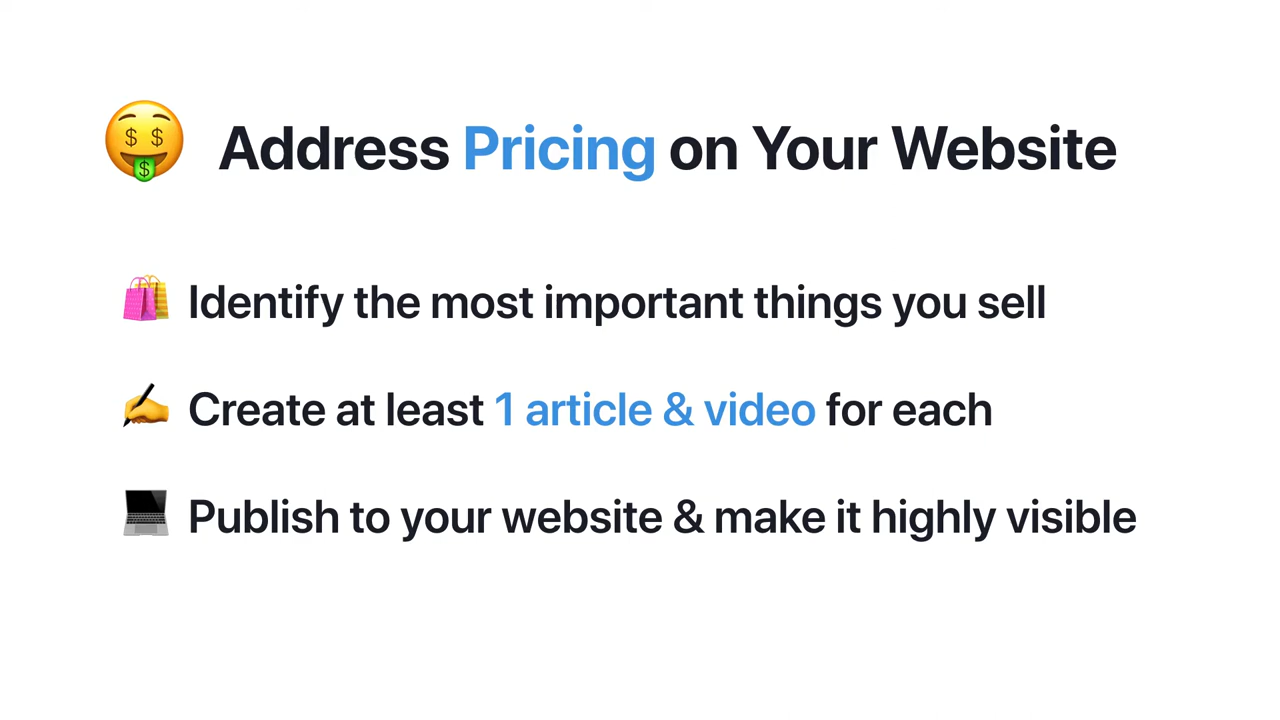 Address Pricing on Your Website
Identify the most important things you sell
Create at least 1 article & video for each
Publish to your website & make it highly visible